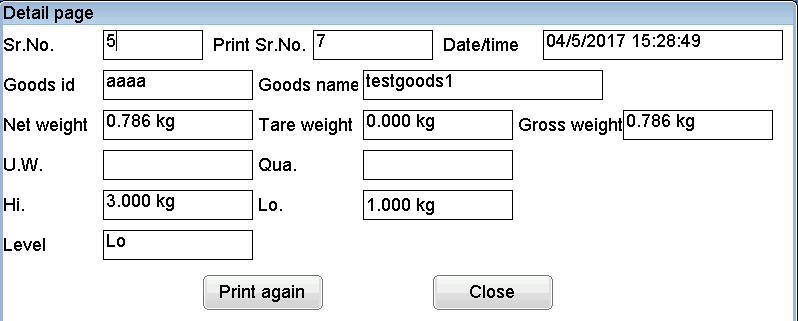 Detail page
Sr.No. 5 Print Sr.No. 7 Date/time 04/5/2017 15:28:49
Goods id aaaa Goods name testgoods1
Net weight 0.786 kg Tare weight 0.000 kg Gross weight 0.786 kg
U.W. Qua.
Hi. 3.000 kg Lo. 1.000 kg
Level Lo
Print again Close